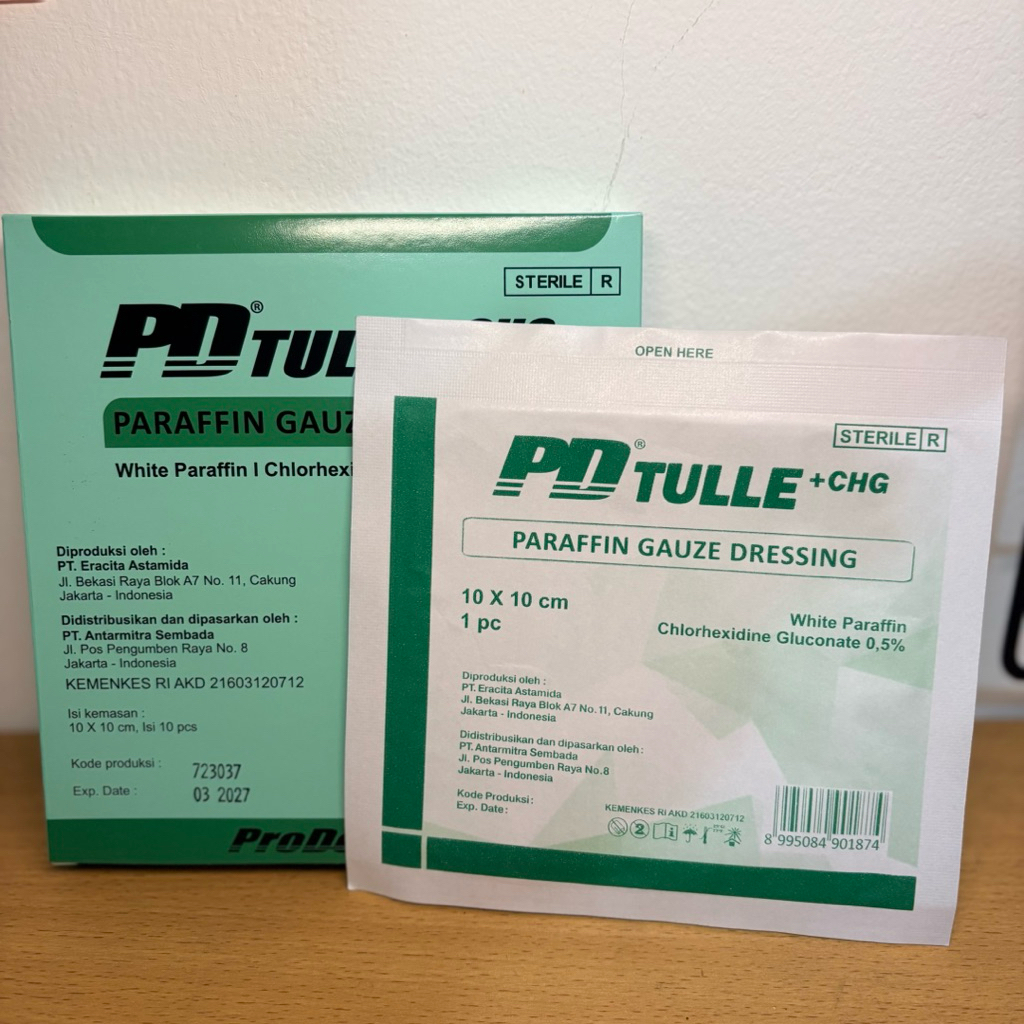 STERILE R
PD® TUL
PARAFFIN GAUZ
White Paraffin I Chlorhexi
Diproduksi oleh :
PT. Eracita Astamida
Jl. Bekasi Raya Blok A7 No. 11, Cakung
Jakarta - Indonesia
Didistribusikan dan dipasarkan oleh :
PT. Antarmitra Sembada
Jl. Pos Pengumben Raya No. 8
Jakarta - Indonesia
KEMENKES RI AKD 21603120712
Isi kemasan :
10 X 10 cm, Isi 10 pcs
Kode produksi : 723037
Exp. Date : 03 2027
OPEN HERE
STERILE R
PD® TULLE +CHG
PARAFFIN GAUZE DRESSING
10 X 10 cm
1 pc
White Paraffin
Chlorhexidine Gluconate 0,5%
Diproduksi oleh :
PT. Eracita Astamida
Jl. Bekasi Raya Blok A7 No.11, Cakung
Jakarta - Indonesia
Didistribusikan dan dipasarkan oleh :
PT. Antarmitra Sembada
Jl. Pos Pengumben Raya No.8
Jakarta - Indonesia
Kode Produksi :
Exp. Date :
KEMENKES RI AKD 21603120712
2
8 995084 901874